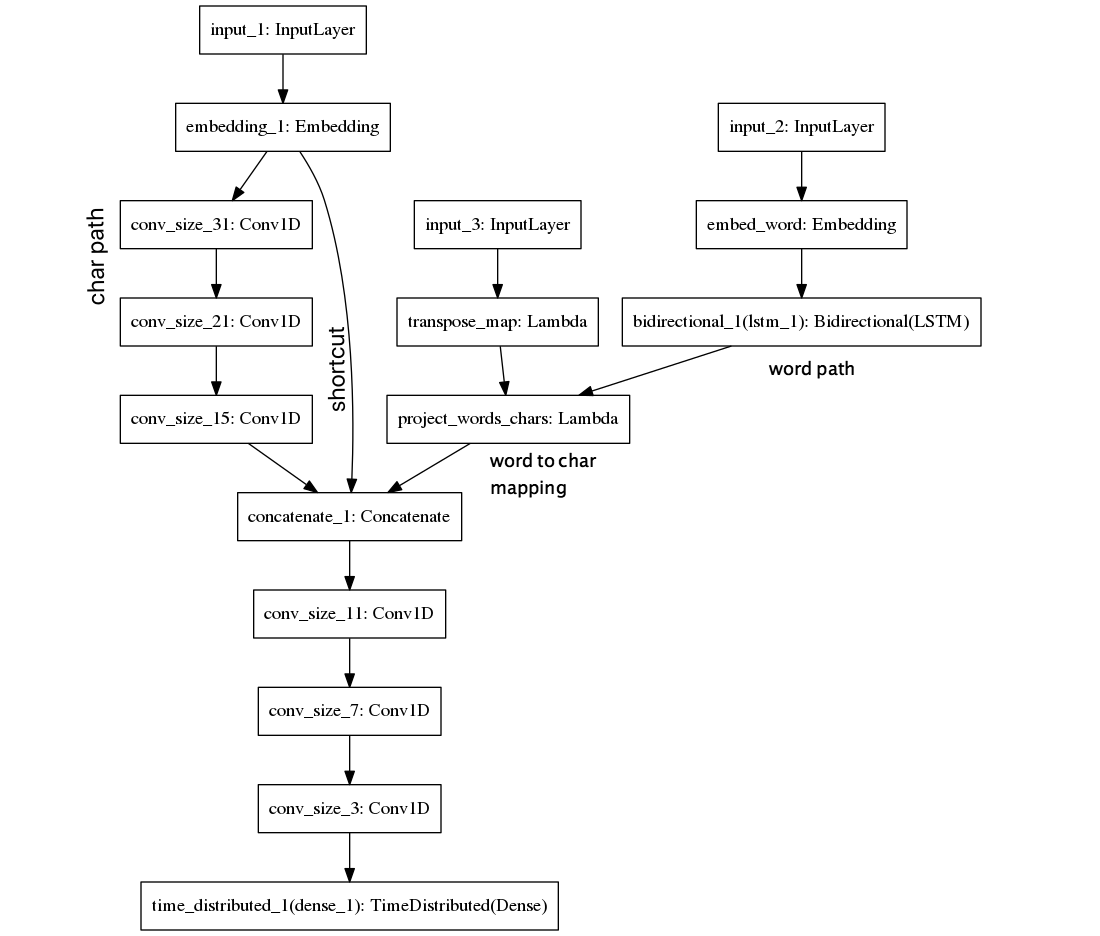 input_1: InputLayer
embedding_1: Embedding
input_2: InputLayer
char path
conv_size_31: Conv1D
input_3: InputLayer
embed_word: Embedding
conv_size_21: Conv1D
shortcut
transpose_map: Lambda
bidirectional_1(lstm_1): Bidirectional(LSTM)
word path
conv_size_15: Conv1D
project_words_chars: Lambda
word to char
mapping
concatenate_1: Concatenate
conv_size_11: Conv1D
conv_size_7: Conv1D
conv_size_3: Conv1D
time_distributed_1(dense_1): TimeDistributed(Dense)